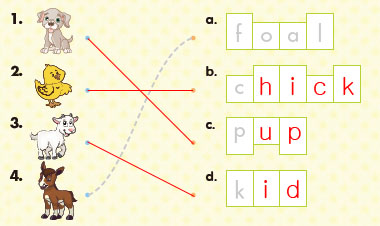 1.
a. foal
2.
b. chick
3.
c. pup
4.
d. kid